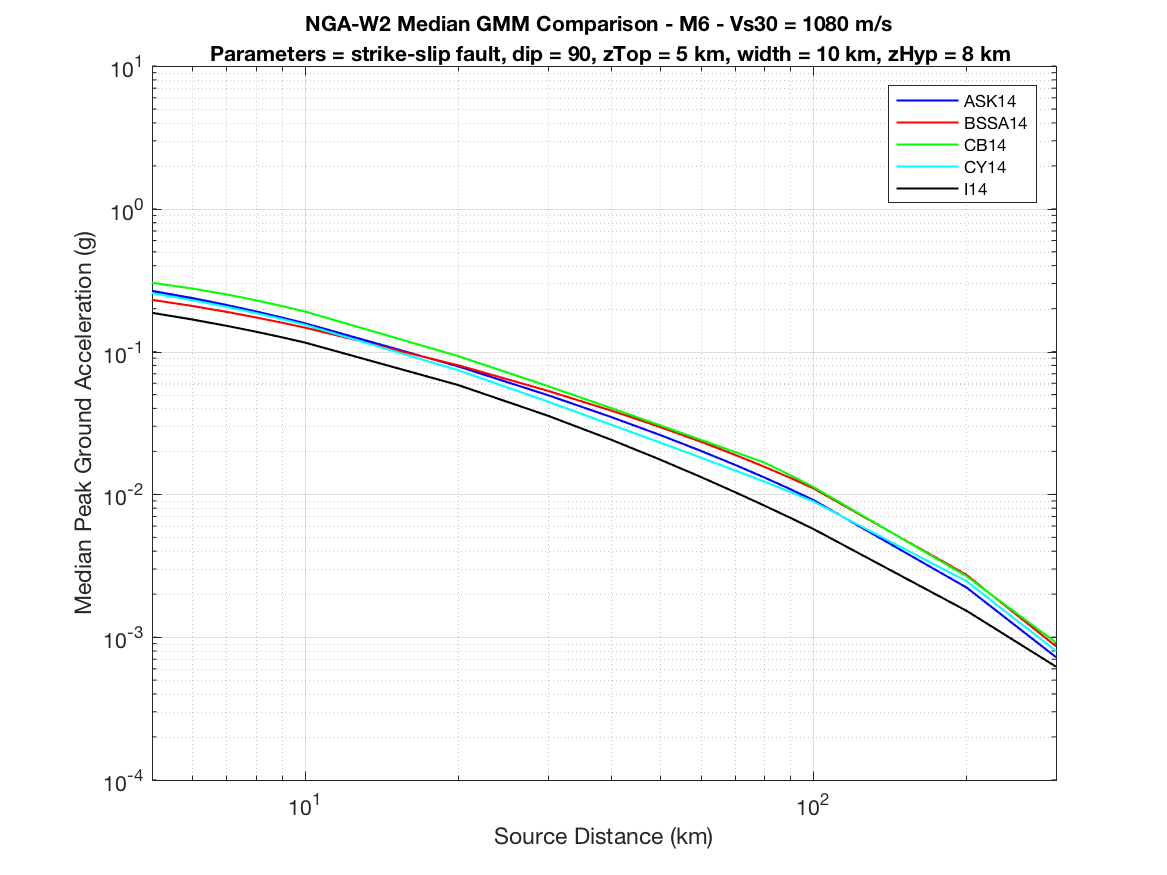 NGA-W2 Median GMM Comparison - M6 - Vs30 = 1080 m/s
Parameters = strike-slip fault, dip = 90, zTop = 5 km, width = 10 km, zHyp = 8 km
10^1
ASK14
BSSA14
CB14
CY14
I14
10^0
10^-1
10^-2
10^-3
10^-4
Median Peak Ground Acceleration (g)
10^1
10^2
Source Distance (km)